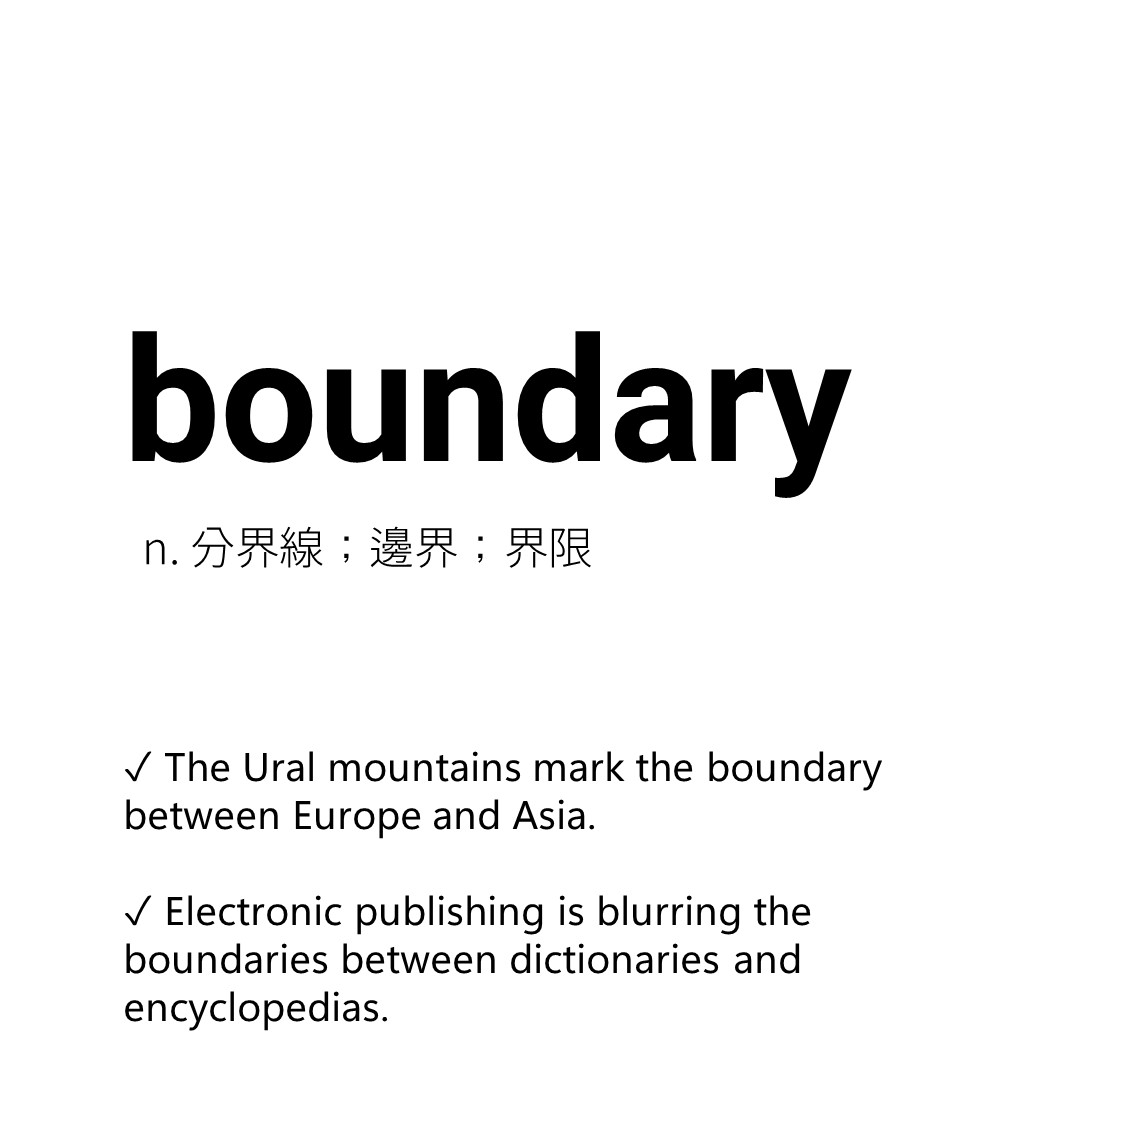 boundary
n. 分界線；邊界；界限
✓ The Ural mountains mark the boundary
between Europe and Asia.
✓ Electronic publishing is blurring the
boundaries between dictionaries and
encyclopedias.